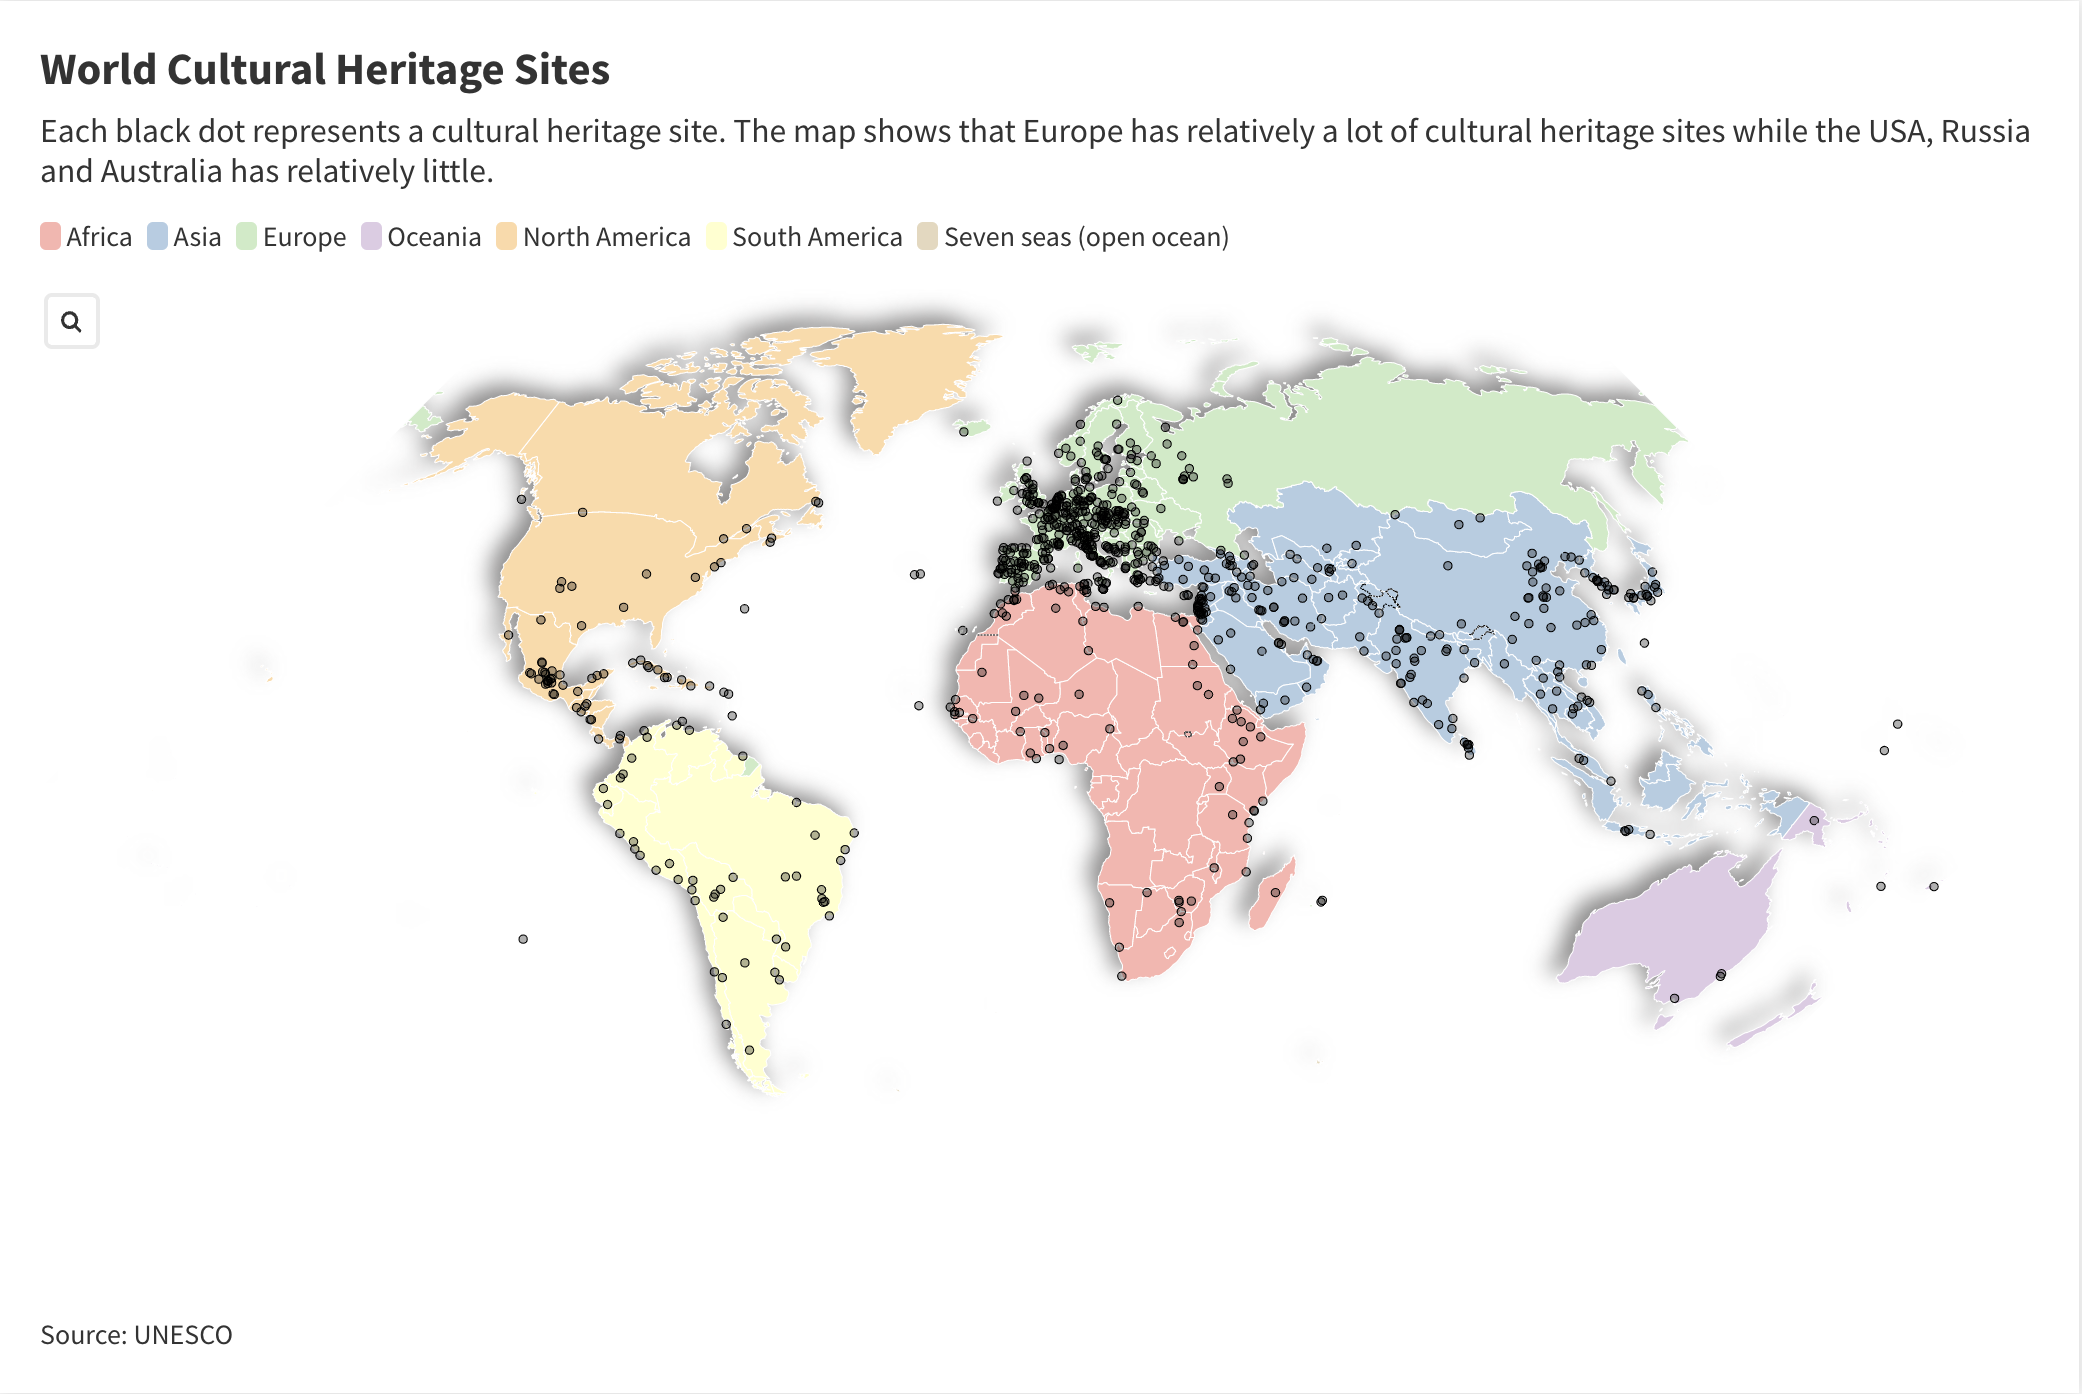 World Cultural Heritage Sites
Each black dot represents a cultural heritage site. The map shows that Europe has relatively a lot of cultural heritage sites while the USA, Russia
and Australia has relatively little.
Africa Asia Europe Oceania North America South America Seven seas (open ocean)
Source: UNESCO